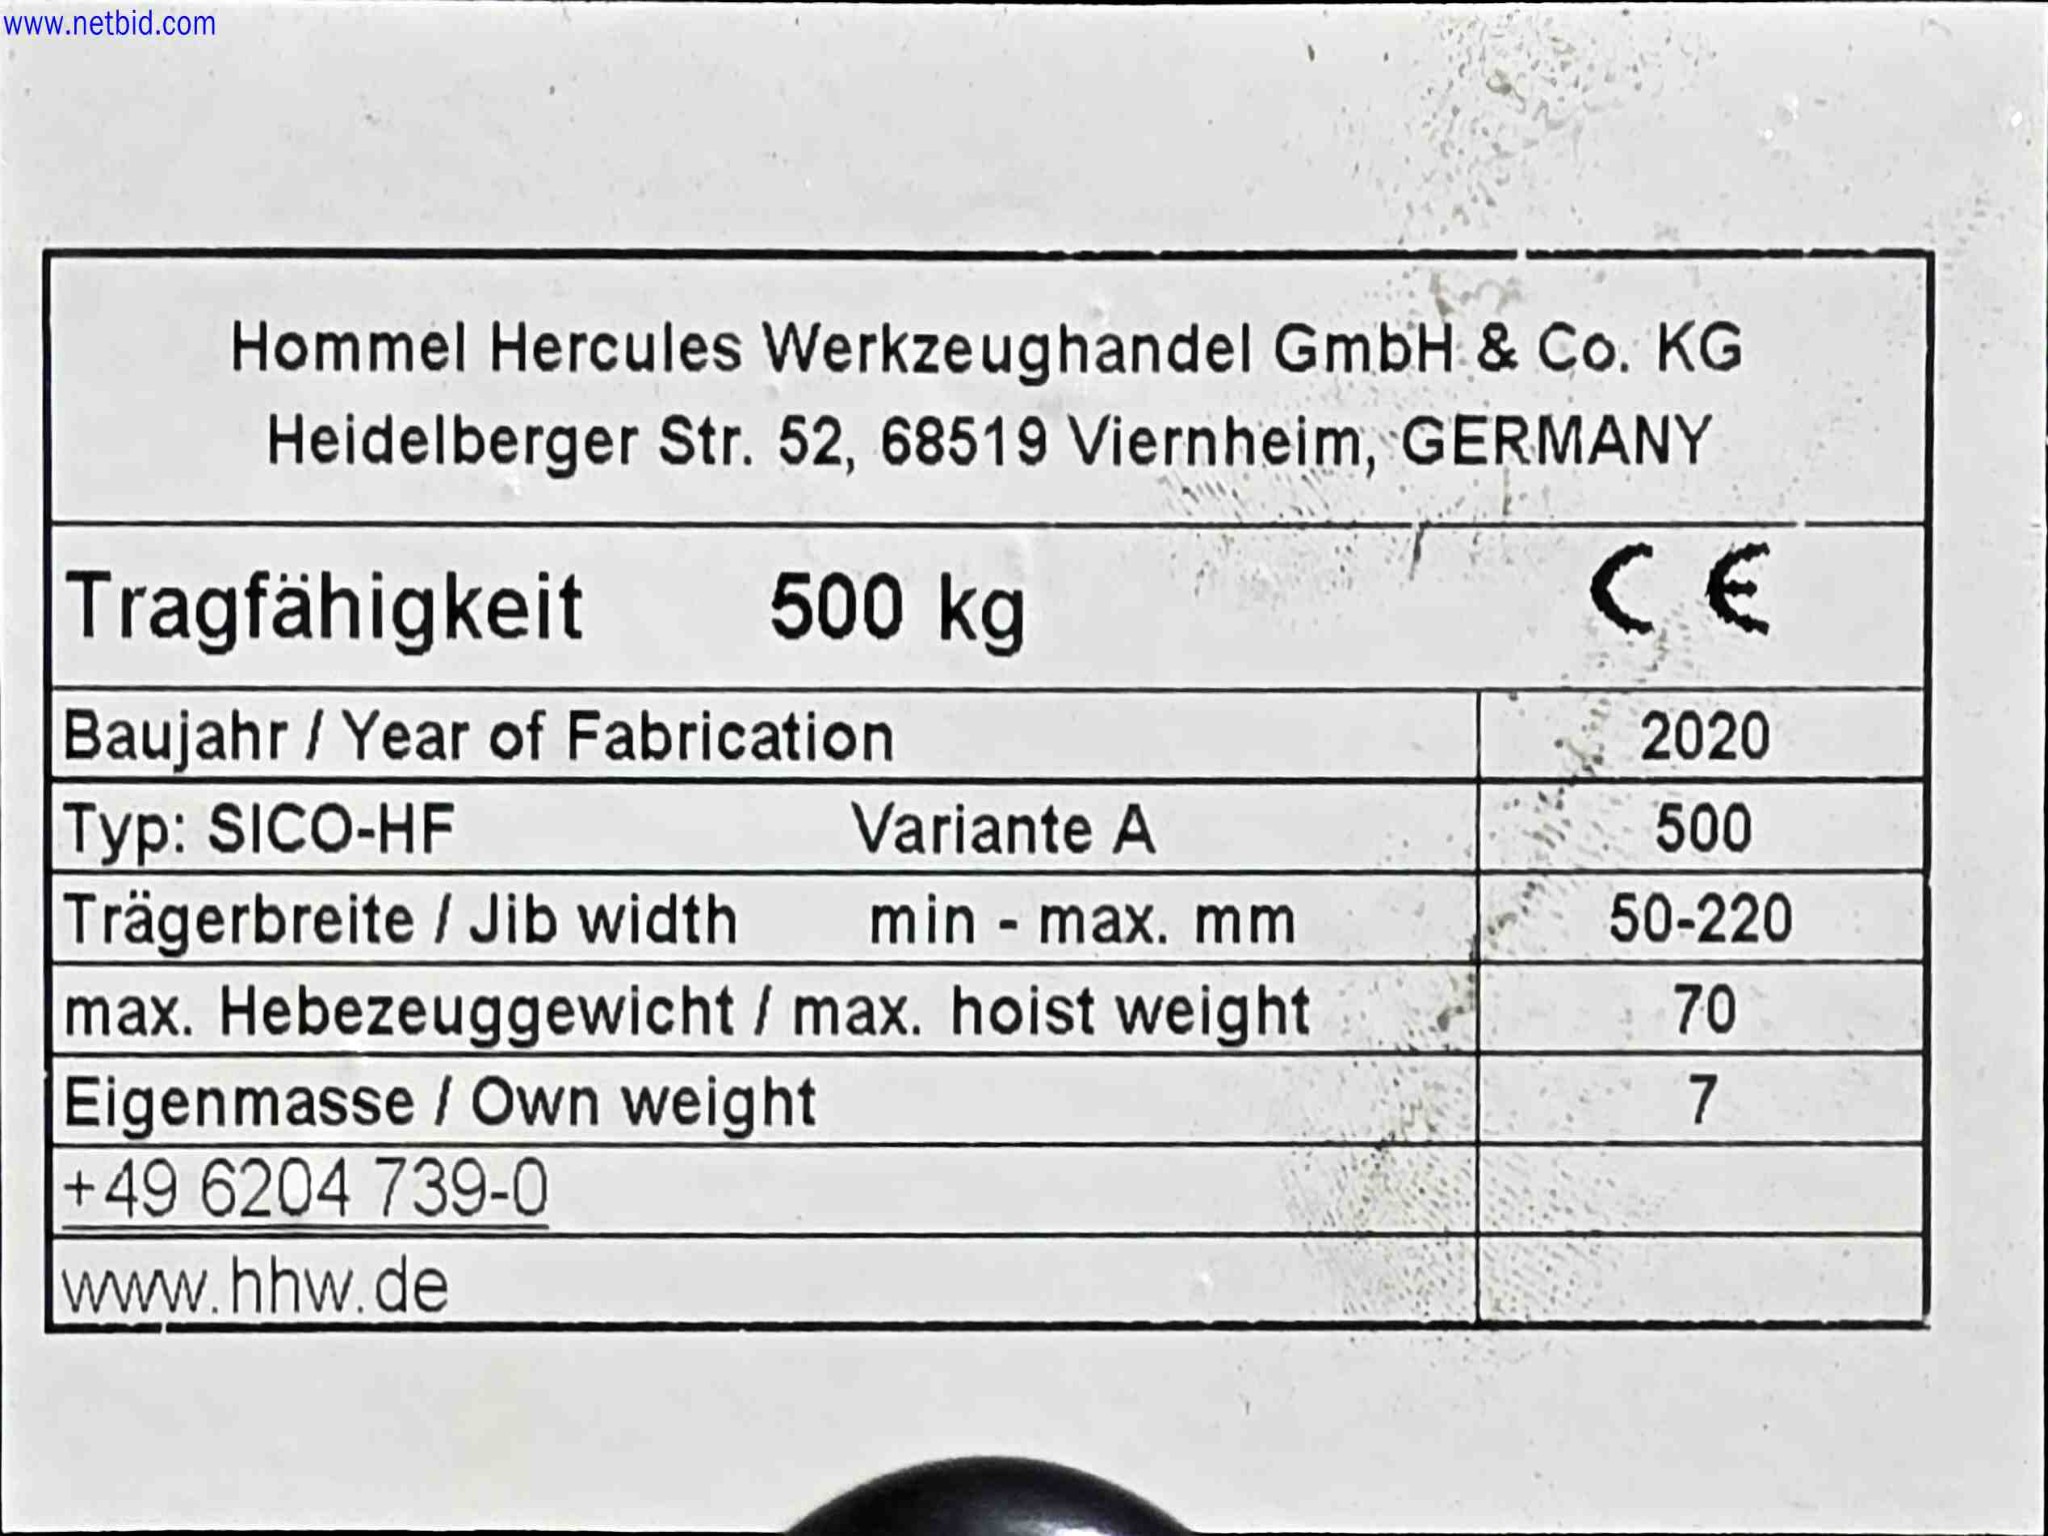 www.netbid.com
Hommel Hercules Werkzeughandel GmbH & Co. KG
Heidelberger Str. 52, 68519 Viernheim, GERMANY
Tragfähigkeit 500 kg CE
Baujahr / Year of Fabrication 2020
Typ: SICO-HF Variante A 500
Trägerbreite / Jib width min - max. mm 50-220
max. Hebezeuggewicht / max. hoist weight 70
Eigenmasse / Own weight 7
+49 6204 739-0
www.hhw.de